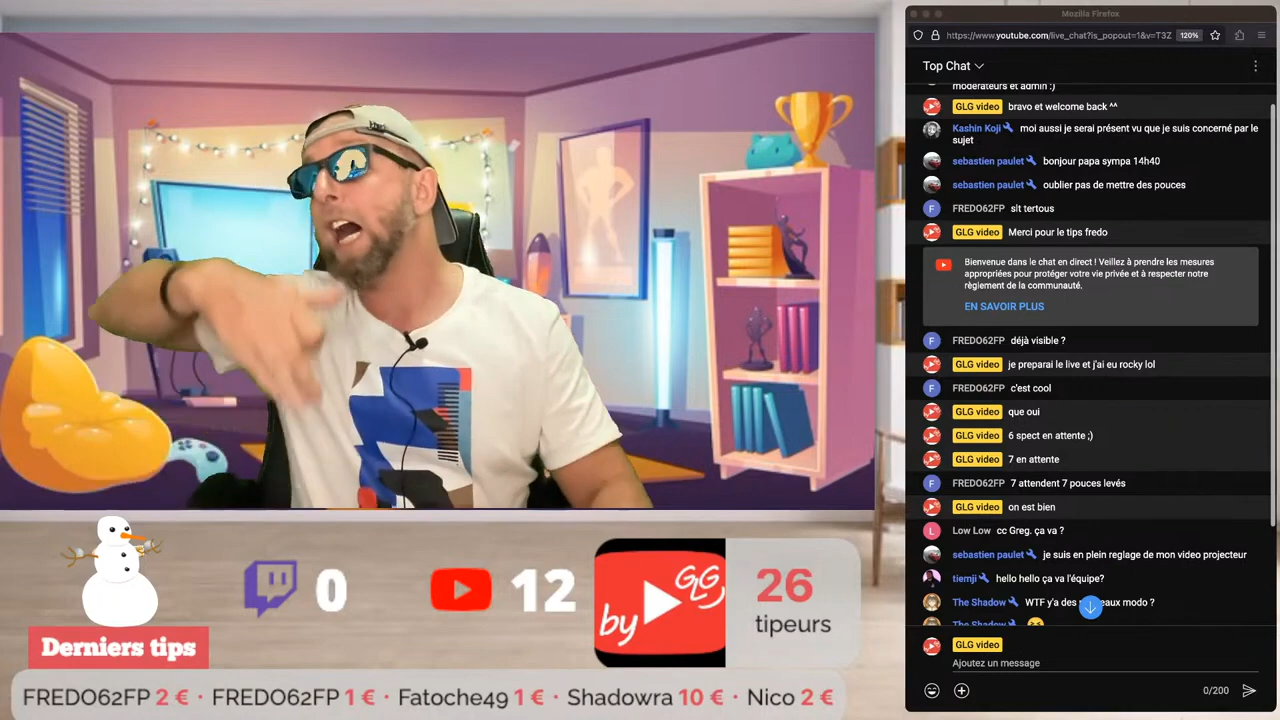 Mozilla Firefox
https://www.youtube.com/live_chat?is_popout=1&v=T3Z
120%
Top Chat
modérateurs et admin :)
GLG video bravo et welcome back ^^
Kashin Koji moi aussi je serai présent vu que je suis concerné par le
sujet
sebastien paulet bonjour papa sympa 14h40
sebastien paulet oublier pas de mettre des pouces
F FREDO62FP slt tertous
GLG video Merci pour le tips fredo
Bienvenue dans le chat en direct ! Veillez à prendre les mesures
appropriées pour protéger votre vie privée et à respecter notre
règlement de la communauté.
EN SAVOIR PLUS
F FREDO62FP déjà visible ?
GLG video je preparai le live et j'ai eu rocky lol
F FREDO62FP c'est cool
GLG video que oui
GLG video 6 spect en attente ;)
GLG video 7 en attente
F FREDO62FP 7 attendent 7 pouces levés
GLG video on est bien
L Low Low cc Greg. ça va ?
sebastien paulet je suis en plein reglage de mon video projecteur
tiemji hello hello ça va l'équipe?
The Shadow WTF y'a des eaux modo ?
The Shadow
GLG video
Ajoutez un message
0/200
0
12
by GLG
26
tipeurs
Derniers tips
FREDO62FP 2 € · FREDO62FP 1 € · Fatoche49 1 € · Shadowra 10 € · Nico 2 €